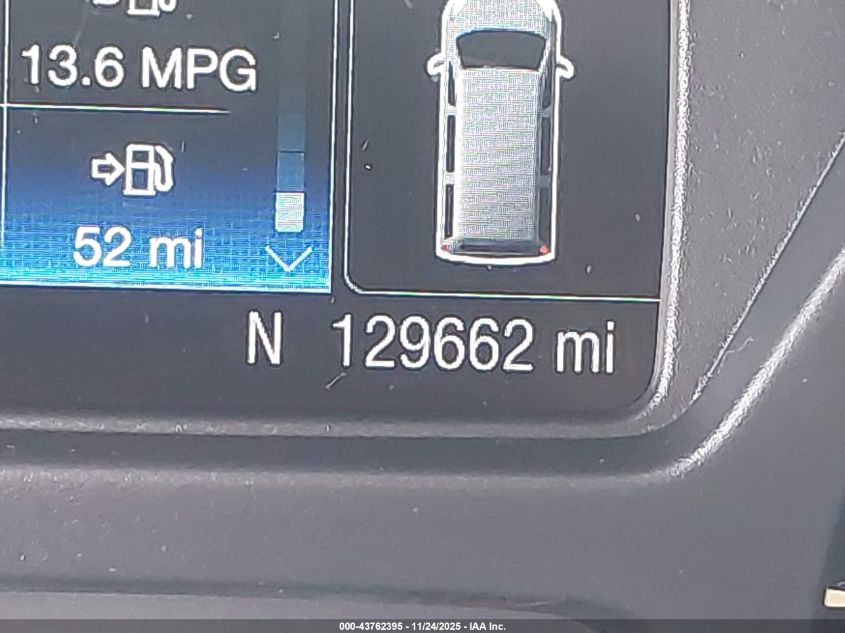 13.6 MPG
52 mi
N 129662 mi
000-43762395 - 11/24/2025 - IAA Inc.